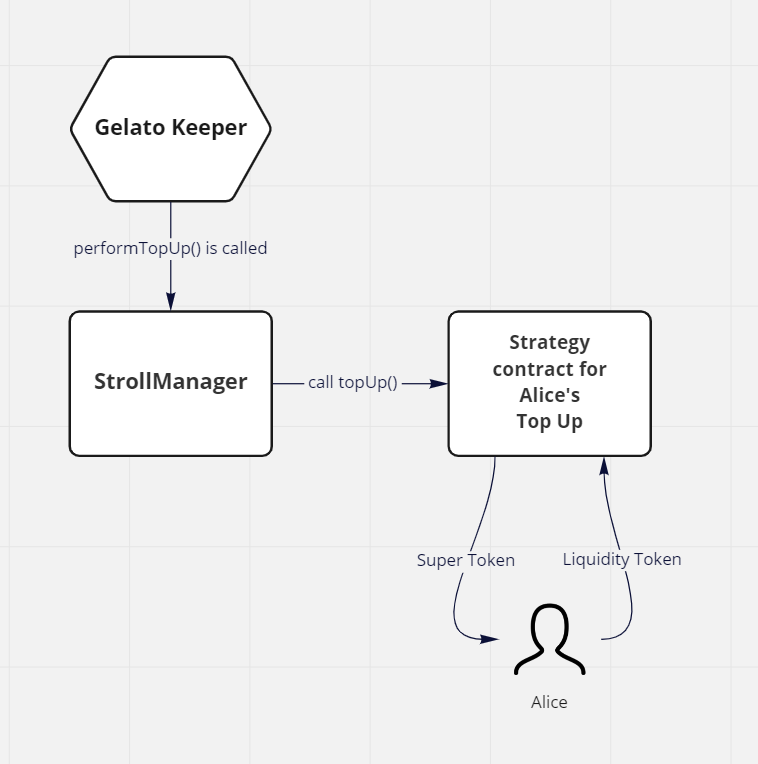 Gelato Keeper
performTopUp() is called
StrollManager
call topUp()
Strategy
contract for
Alice's
Top Up
Super Token
Liquidity Token
Alice